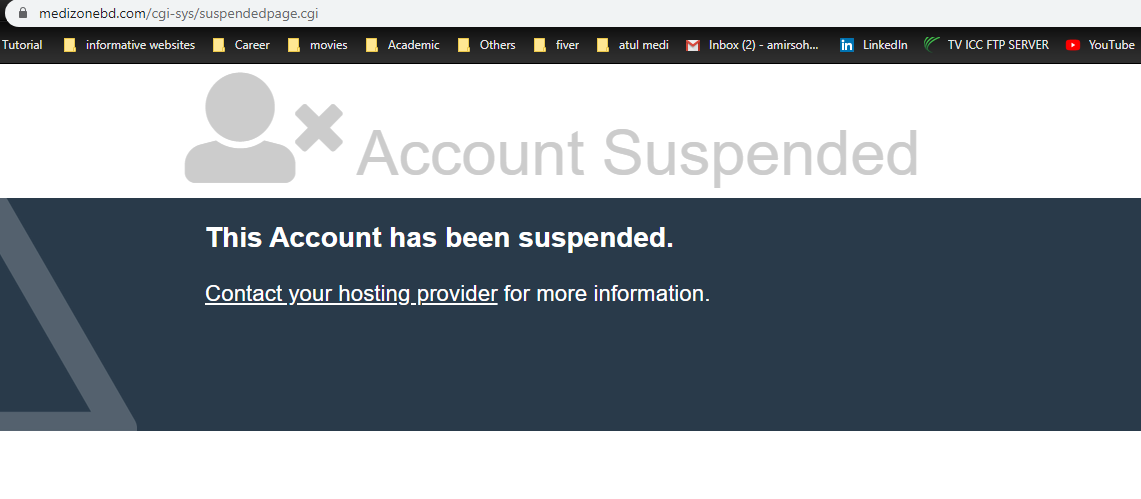 medizonebd.com/cgi-sys/suspendedpage.cgi
Tutorial informative websites Career movies Academic Others fiver atul medi Inbox (2) - amirsoh... LinkedIn TV ICC FTP SERVER YouTube
Account Suspended
This Account has been suspended.
Contact your hosting provider for more information.